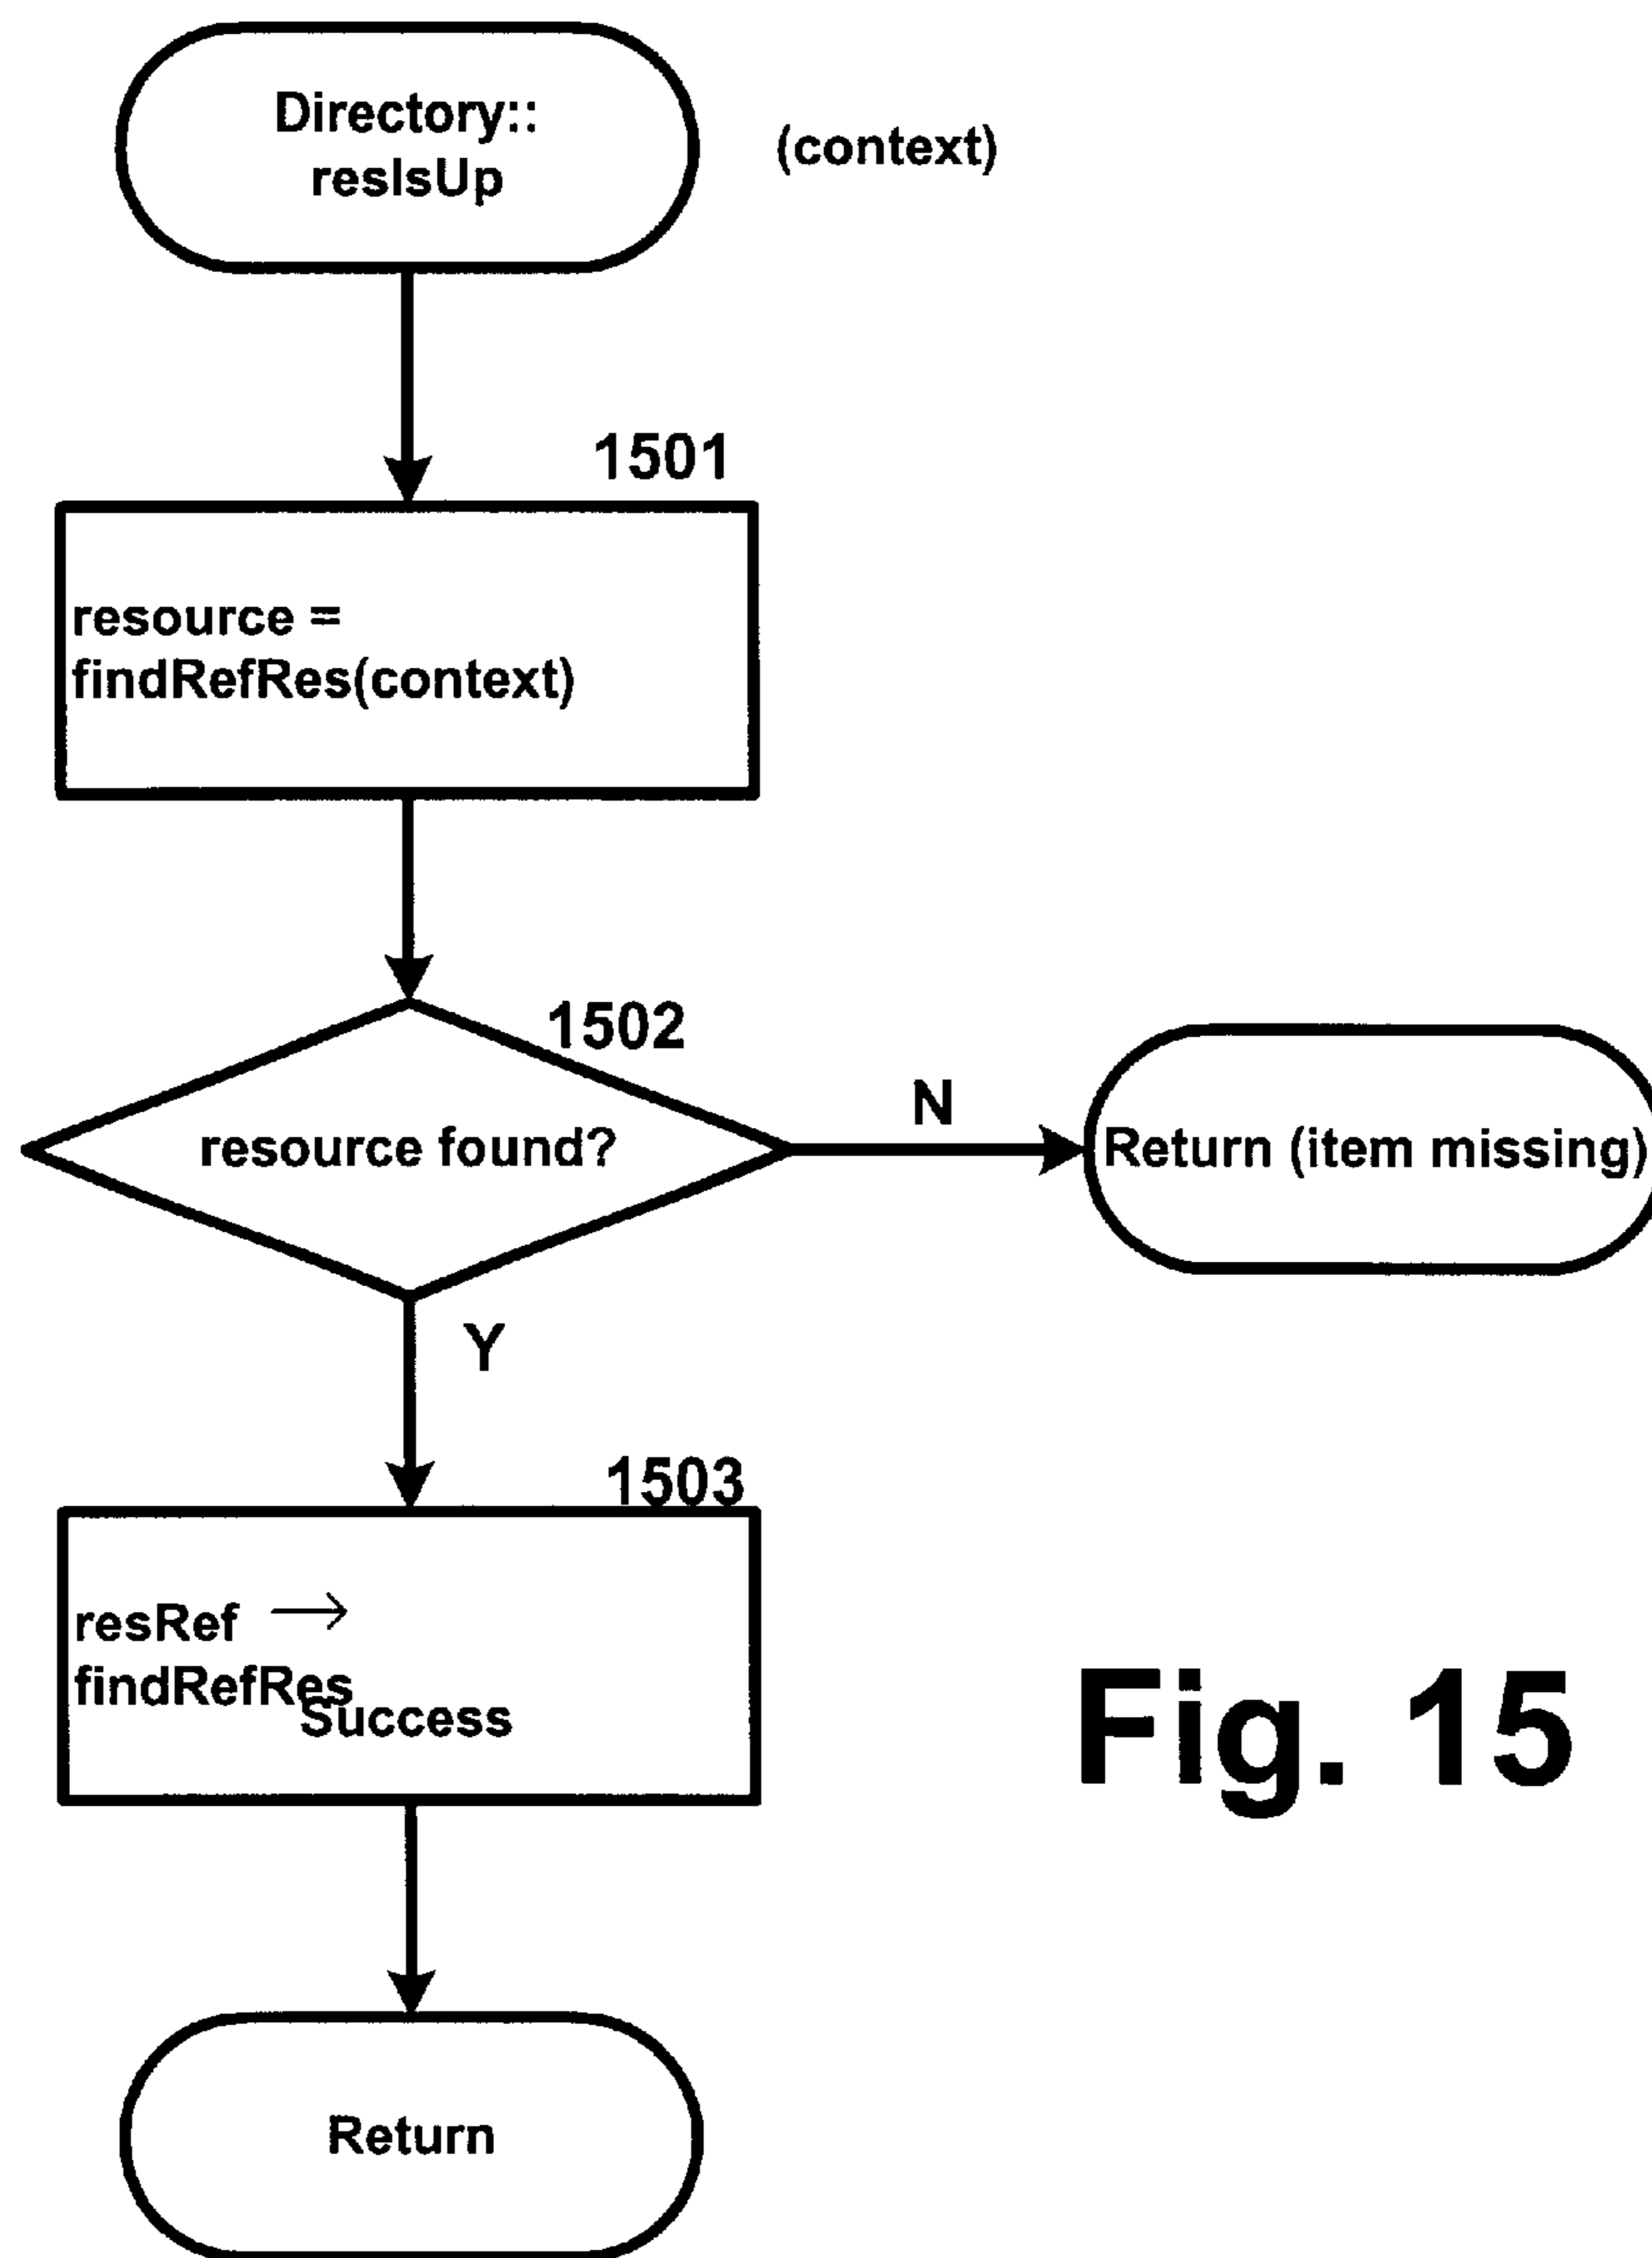 Directory::
resIsUp
(context)
1501
resource =
findRefRes(context)
1502
resource found?
N
Return (item missing)
Y
1503
resRef →
findRefRes
Success
Fig. 15
Return